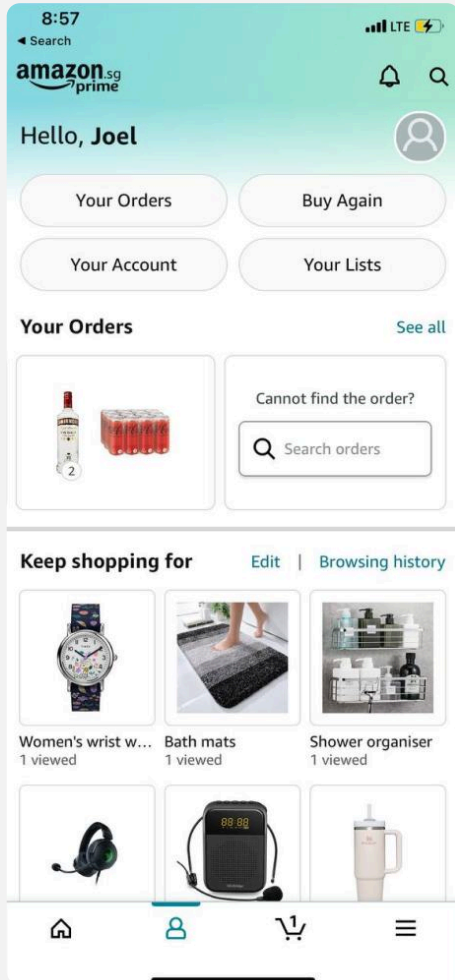 8:57
LTE
◄ Search
amazon.sg
prime
Hello, Joel
Your Orders
Buy Again
Your Account
Your Lists
Your Orders
See all
SMIRNOFF
2
Cannot find the order?
Search orders
Keep shopping for
Edit | Browsing history
Women's wrist w...
1 viewed
Bath mats
1 viewed
Shower organiser
1 viewed
88:88
1